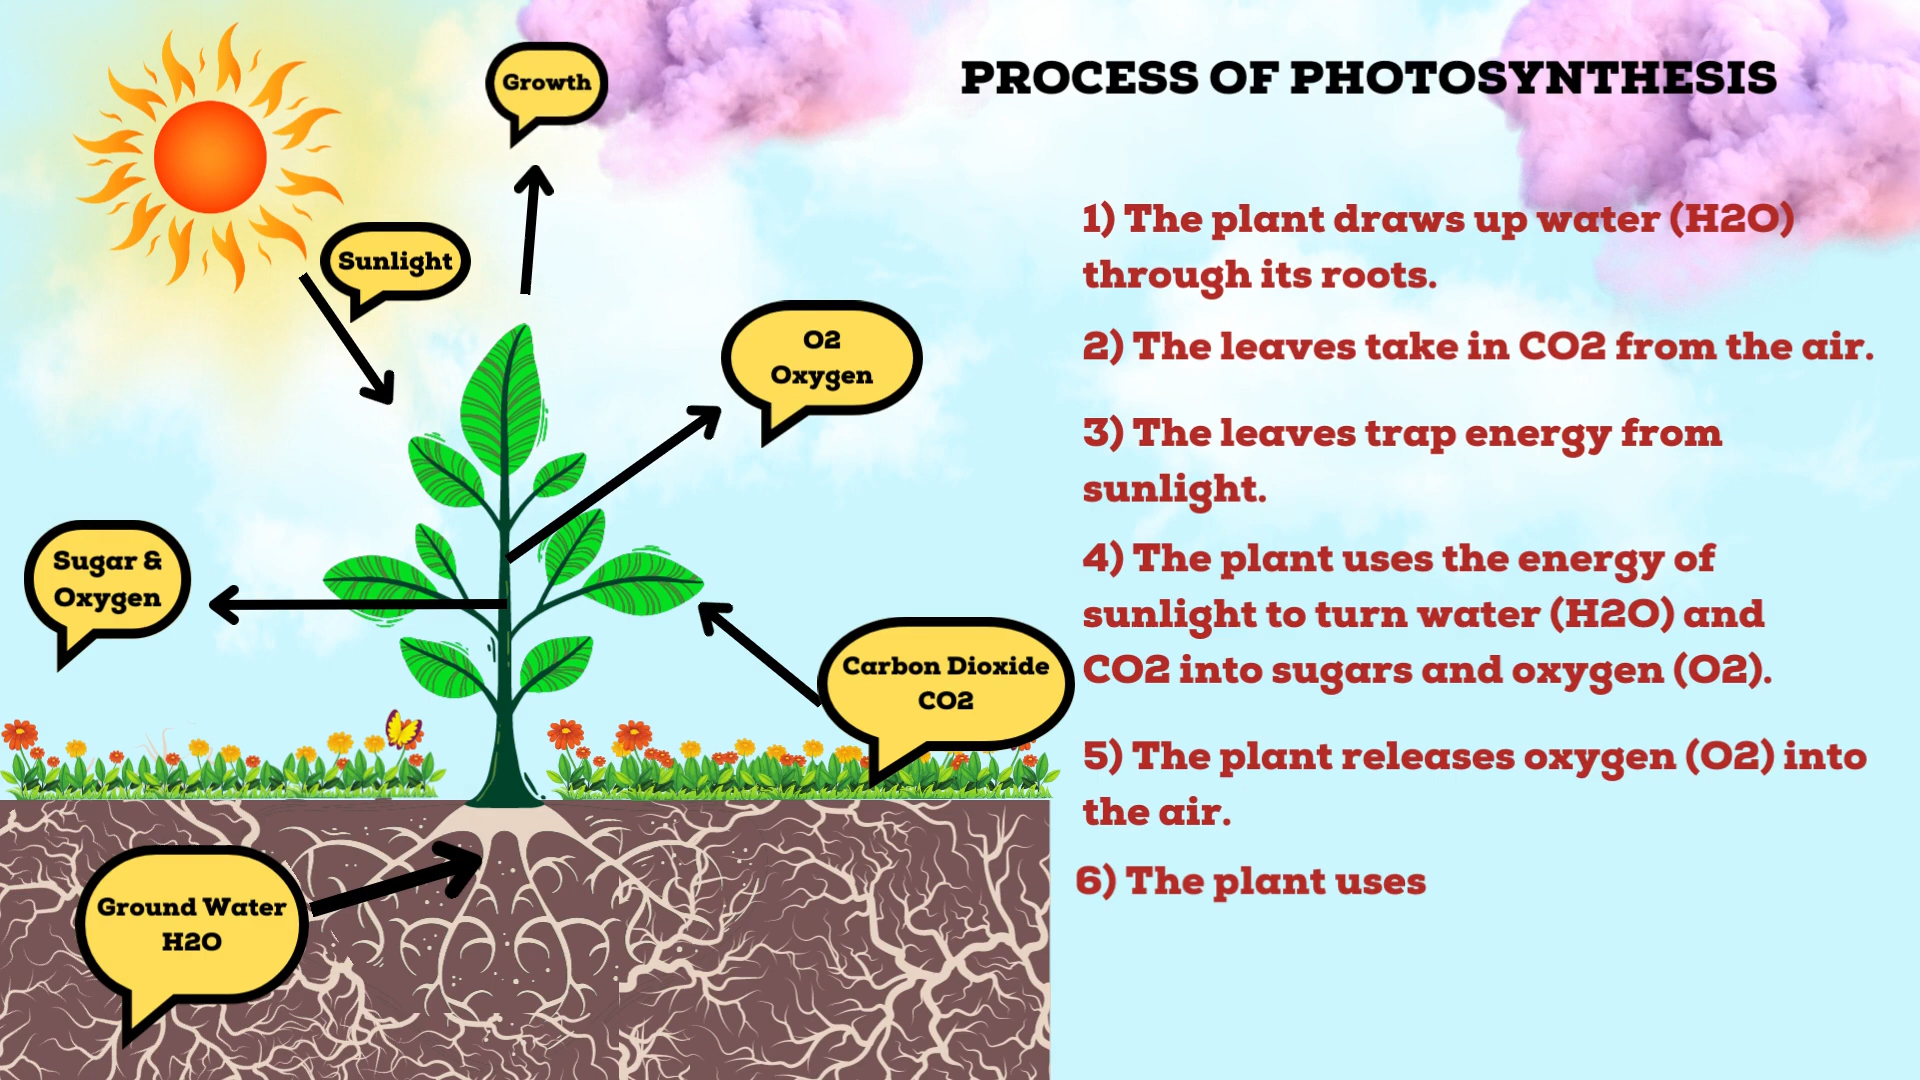 PROCESS OF PHOTOSYNTHESIS
Growth
Sunlight
O2
Oxygen
Sugar &
Oxygen
Carbon Dioxide
CO2
Ground Water
H2O
1) The plant draws up water (H2O)
through its roots.
2) The leaves take in CO2 from the air.
3) The leaves trap energy from
sunlight.
4) The plant uses the energy of
sunlight to turn water (H2O) and
CO2 into sugars and oxygen (O2).
5) The plant releases oxygen (O2) into
the air.
6) The plant uses